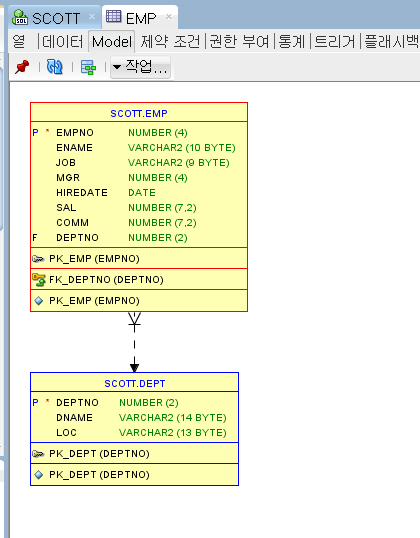 SQL SCOTT EMP
열 데이터 Model 제약 조건 권한 부여 통계 트리거 플래시백
작업...
SCOTT.EMP
P * EMPNO NUMBER (4)
ENAME VARCHAR2 (10 BYTE)
JOB VARCHAR2 (9 BYTE)
MGR NUMBER (4)
HIREDATE DATE
SAL NUMBER (7,2)
COMM NUMBER (7,2)
F DEPTNO NUMBER (2)
PK_EMP (EMPNO)
FK_DEPTNO (DEPTNO)
PK_EMP (EMPNO)
SCOTT.DEPT
P * DEPTNO NUMBER (2)
DNAME VARCHAR2 (14 BYTE)
LOC VARCHAR2 (13 BYTE)
PK_DEPT (DEPTNO)
PK_DEPT (DEPTNO)